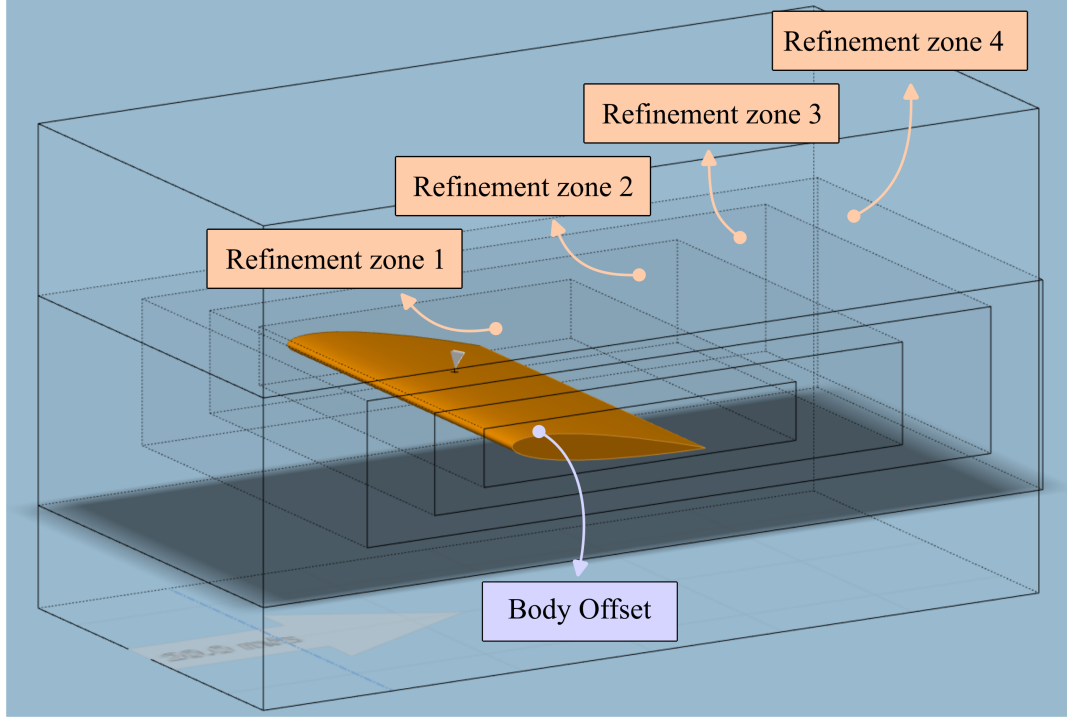 Refinement zone 4
Refinement zone 3
Refinement zone 2
Refinement zone 1
Body Offset